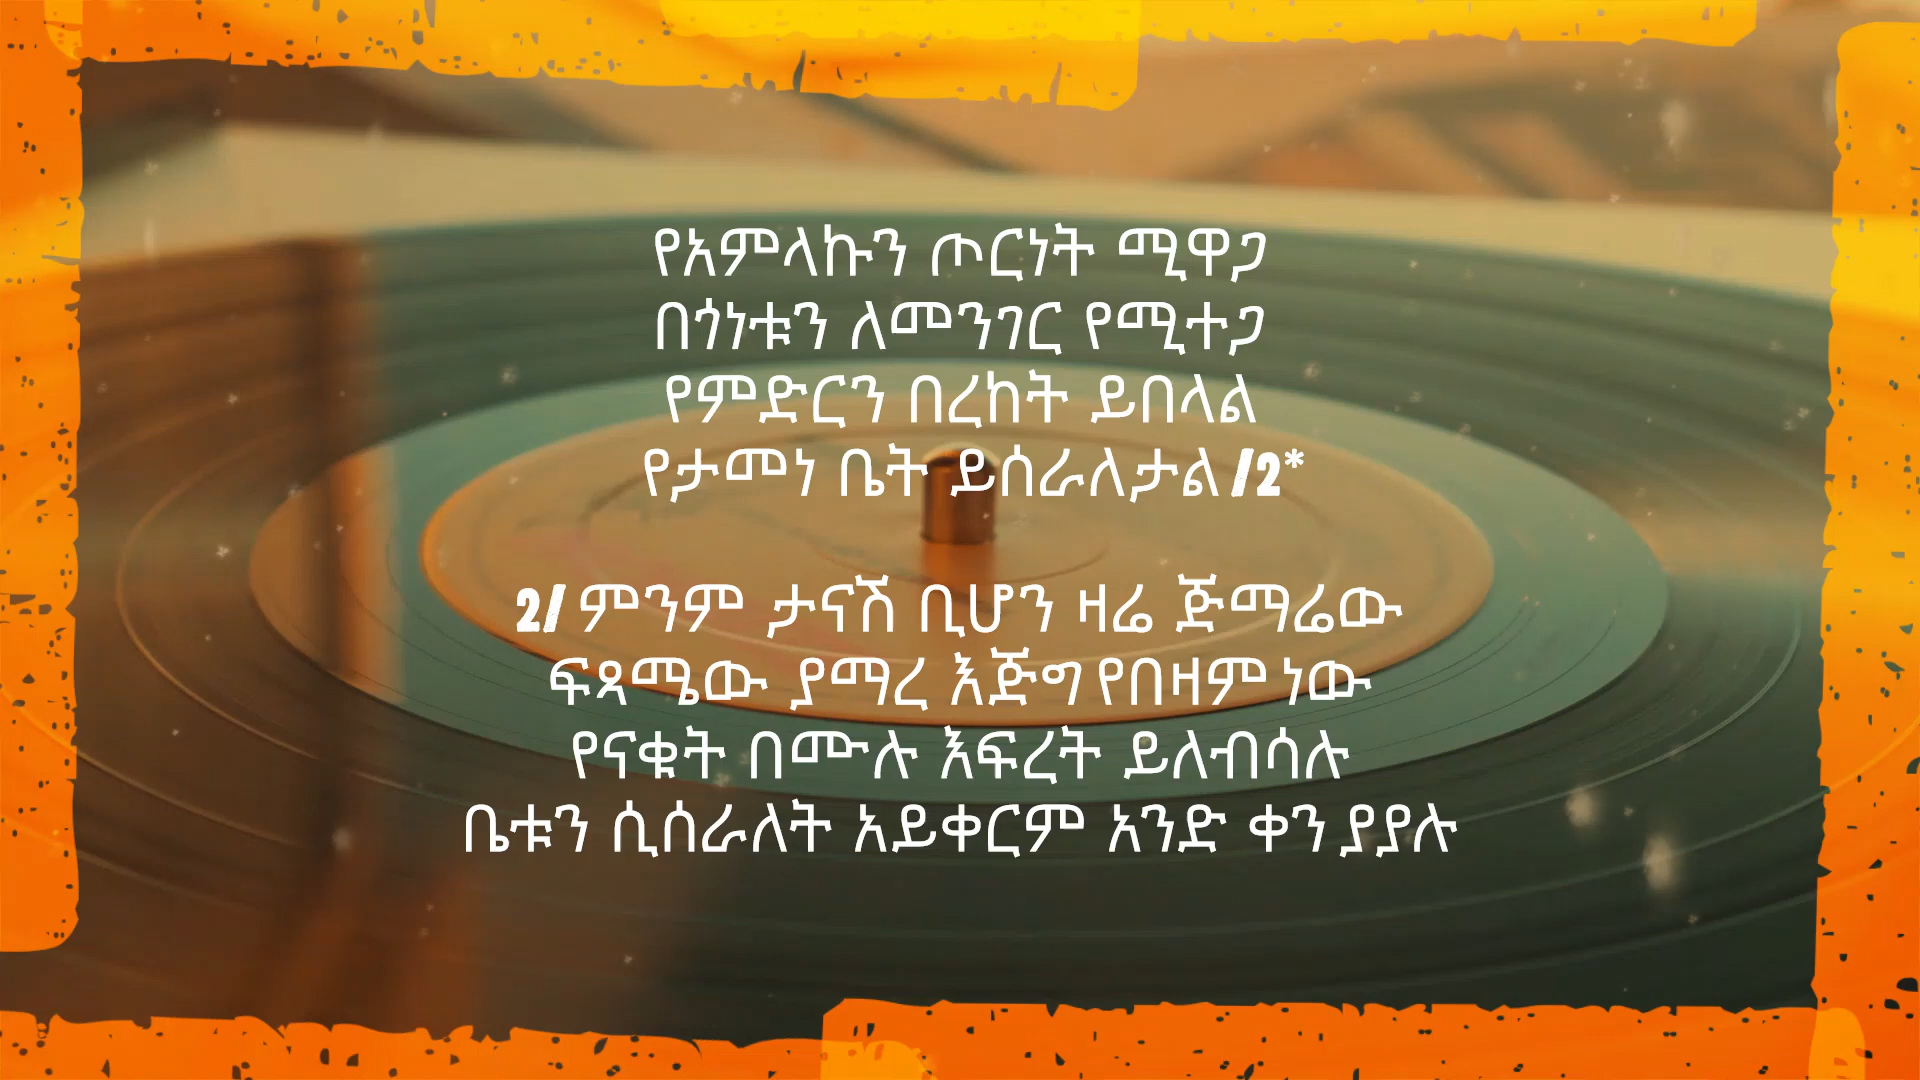 የአምላኩን ጦርነት ሚዋጋ
በጎነቱን ለመንገር የሚተጋ
የምድርን በረከት ይበላል
የታመነ ቤት ይሰራለታል /2*
2/ ምንም ታናሽ ቢሆን ዛሬ ጅማሬው
ፍጻሜው ያማረ እጅግ የበዛም ነው
የናቁት በሙሉ እፍረት ይለብሳሉ
ቤቱን ሲሰራለት አይቀርም አንድ ቀን ያያሉ